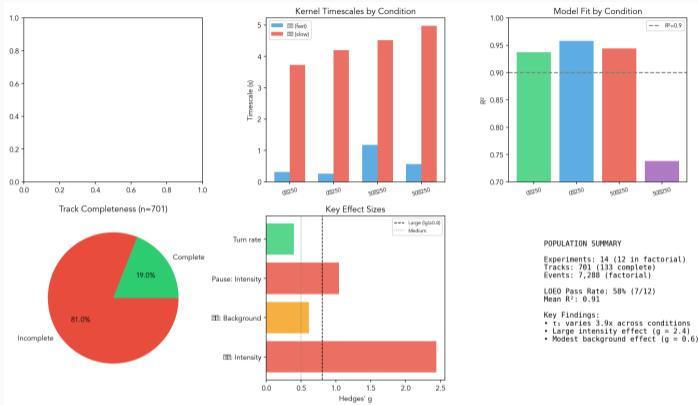 Kernel Timescales by Condition
Model Fit by Condition
1.0
0.8
0.6
0.4
0.2
0.0
0.0
0.2
0.4
0.6
0.8
1.0
Timescale (s)
5
4
3
2
1
0
(fast)
(slow)
R²
1.00
0.95
0.90
0.85
0.80
0.75
0.70
R²=0.9
Track Completeness (n=701)
Complete
19.0%
81.0%
Incomplete
Key Effect Sizes
Large (|g|≥0.8)
Medium
Turn rate
Pause: Intensity
: Background
: Intensity
0.0
0.5
1.0
1.5
2.0
2.5
Hedges' g
POPULATION SUMMARY
Experiments: 14 (12 in factorial)
Tracks: 701 (133 complete)
Events: 7,288 (factorial)
LOEO Pass Rate: 58% (7/12)
Mean R²: 0.91
Key Findings:
• τ₁ varies 3.9x across conditions
• Large intensity effect (g = 2.4)
• Modest background effect (g = 0.6)